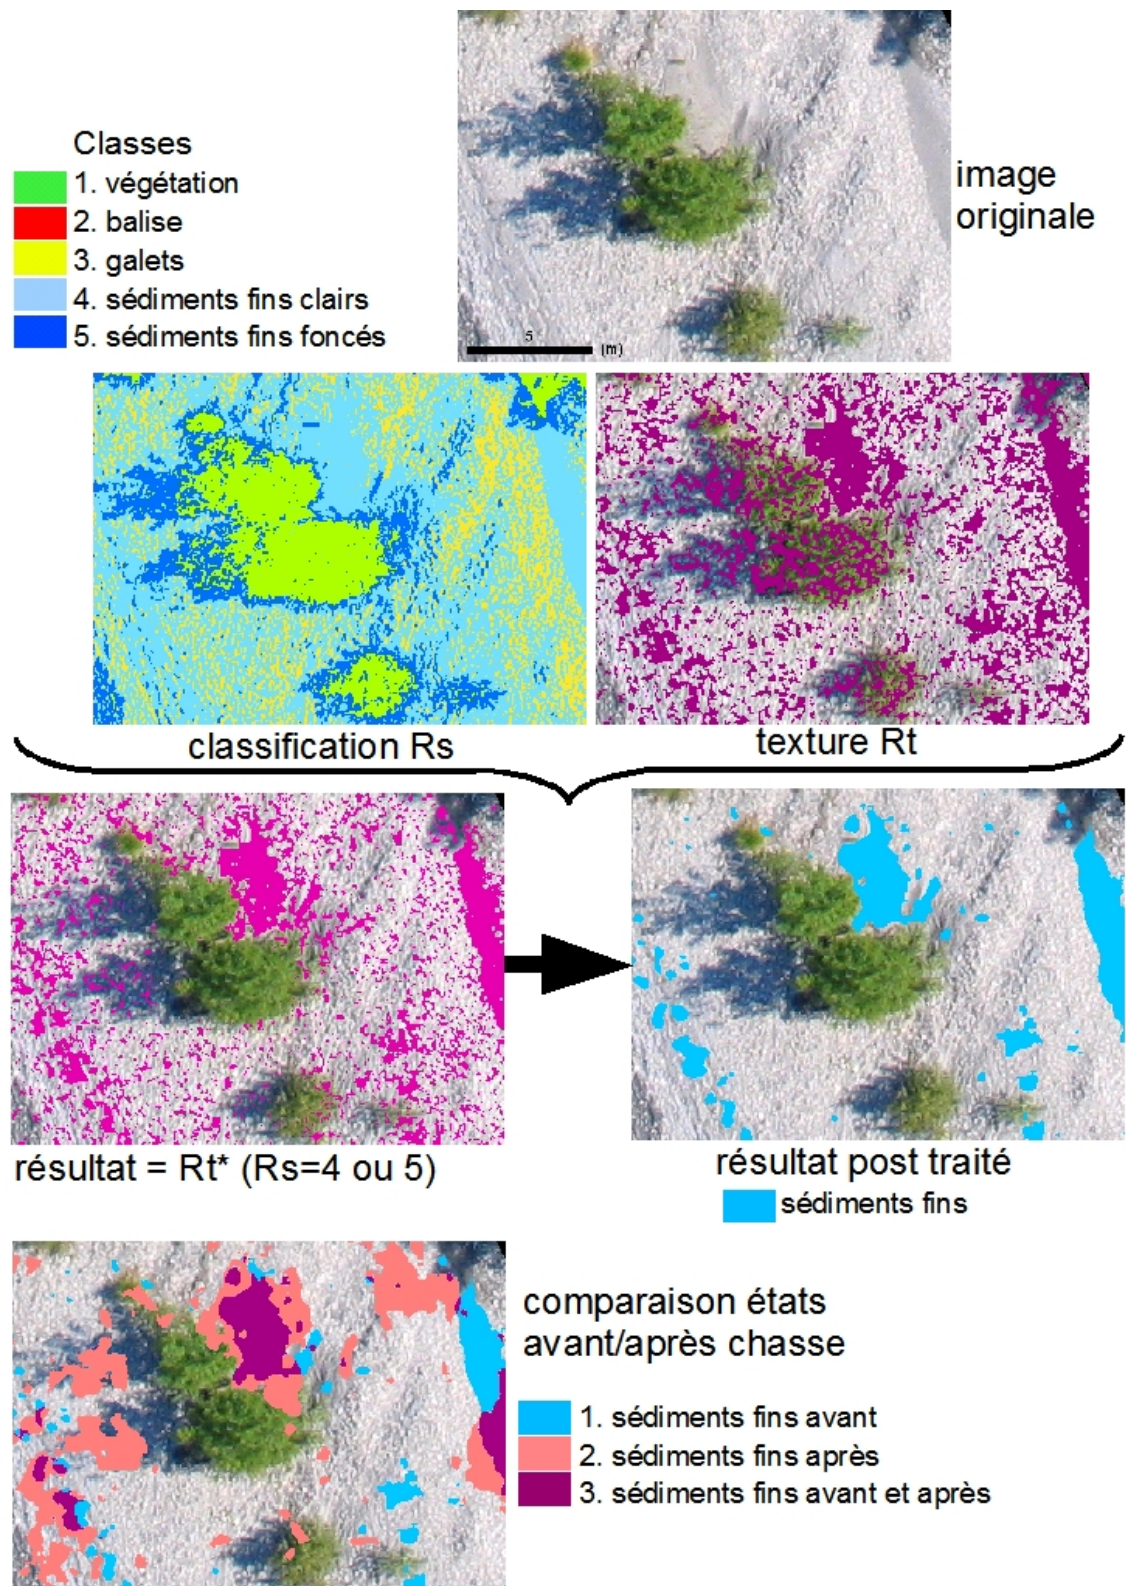 image
originale
Classes
1. végétation
2. balise
3. galets
4. sédiments fins clairs
5. sédiments fins foncés
5
(m)
classification Rs
texture Rt
résultat = Rt* (Rs=4 ou 5)
résultat post traité
sédiments fins
comparaison états
avant/après chasse
1. sédiments fins avant
2. sédiments fins après
3. sédiments fins avant et après